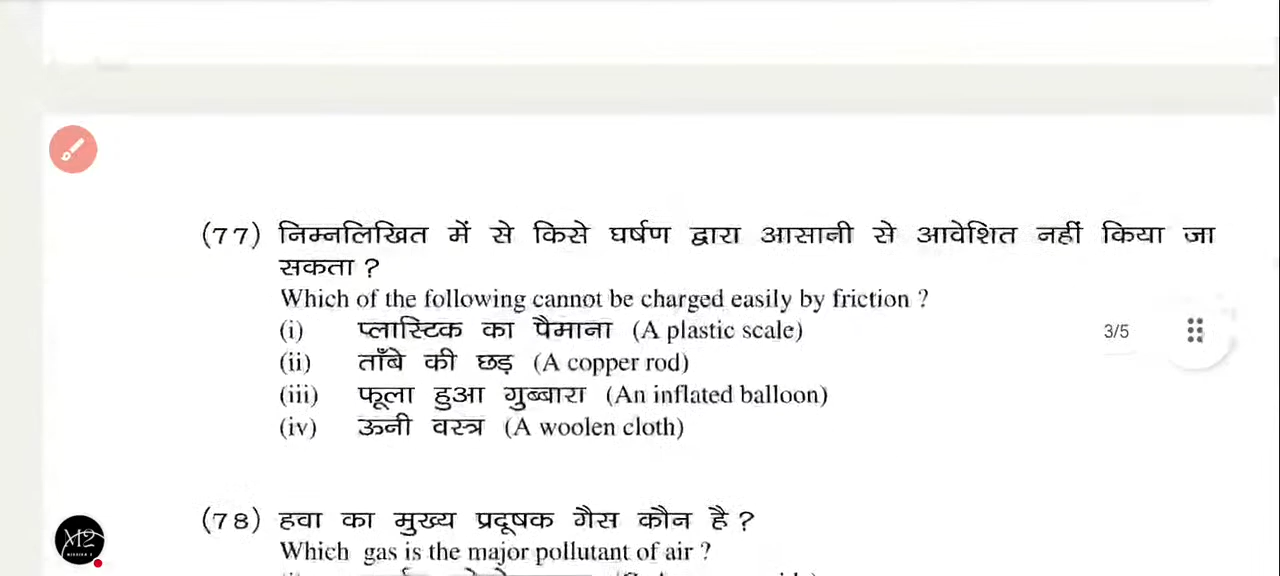 (77) निम्नलिखित में से किसे घर्षण द्वारा आसानी से आवेशित नहीं किया जा
सकता ?
Which of the following cannot be charged easily by friction ?
(i) प्लास्टिक का पैमाना (A plastic scale)
3/5
(ii) ताँबे की छड़ (A copper rod)
(iii) फूला हुआ गुब्बारा (An inflated balloon)
(iv) ऊनी वस्त्र (A woolen cloth)
(78) हवा का मुख्य प्रदूषक गैस कौन है ?
Which gas is the major pollutant of air ?